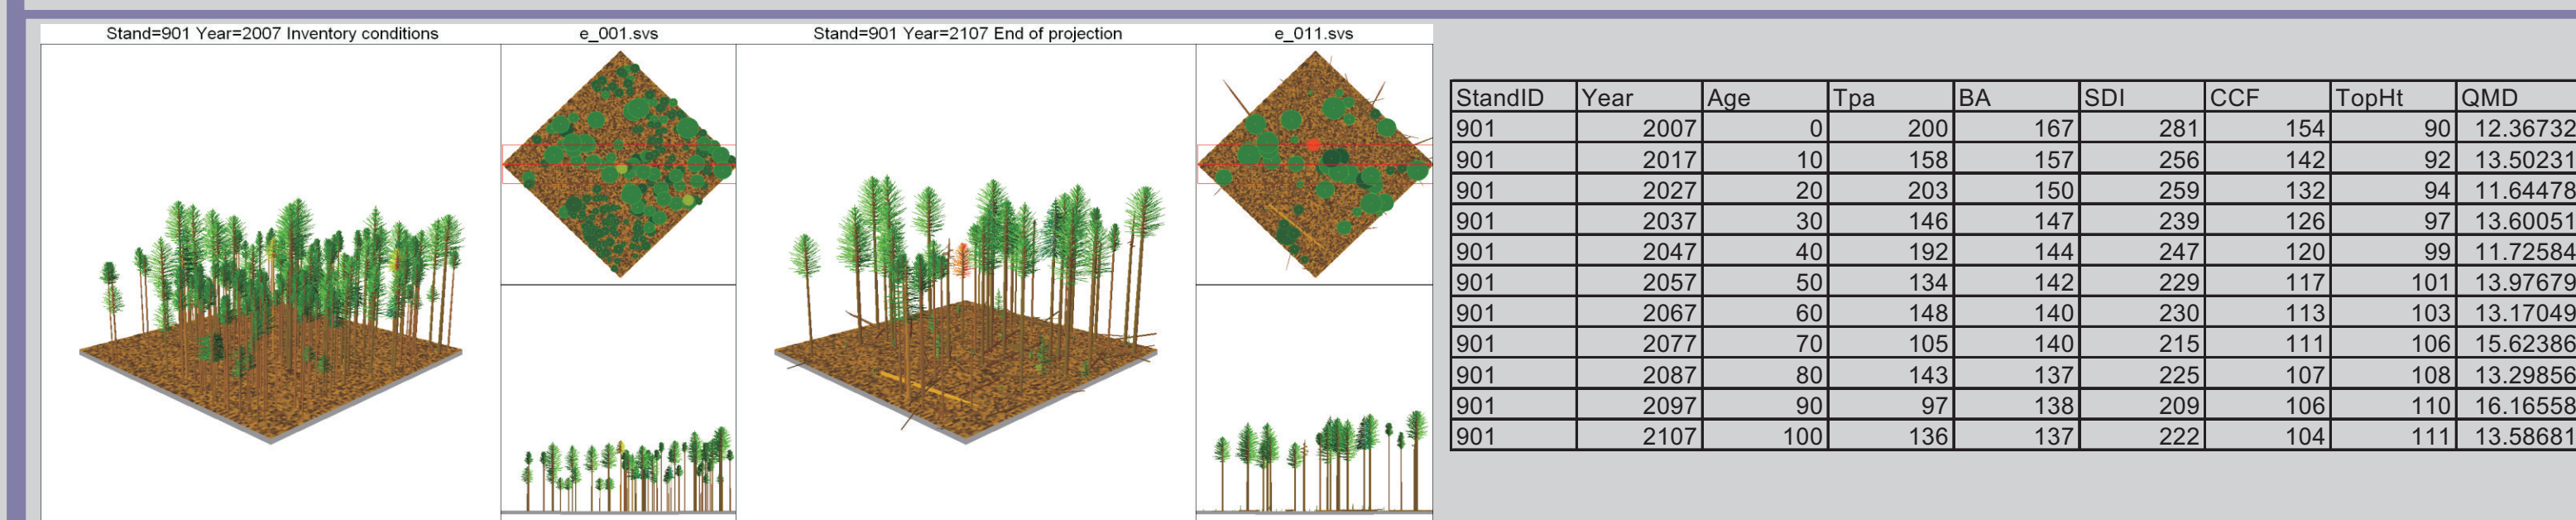 Stand=901 Year=2007 Inventory conditions
e_001.svs
Stand=901 Year=2107 End of projection
e_011.svs
StandID Year Age Tpa BA SDI CCF TopHt QMD
901 2007 0 200 167 281 154 90 12.36732
901 2017 10 158 157 256 142 92 13.50231
901 2027 20 203 150 259 132 94 11.64478
901 2037 30 146 147 239 126 97 13.60051
901 2047 40 192 144 247 120 99 11.72584
901 2057 50 134 142 229 117 101 13.97679
901 2067 60 148 140 230 113 103 13.17049
901 2077 70 105 140 215 111 106 15.62386
901 2087 80 143 137 225 107 108 13.29856
901 2097 90 97 138 209 106 110 16.16558
901 2107 100 136 137 222 104 111 13.58681